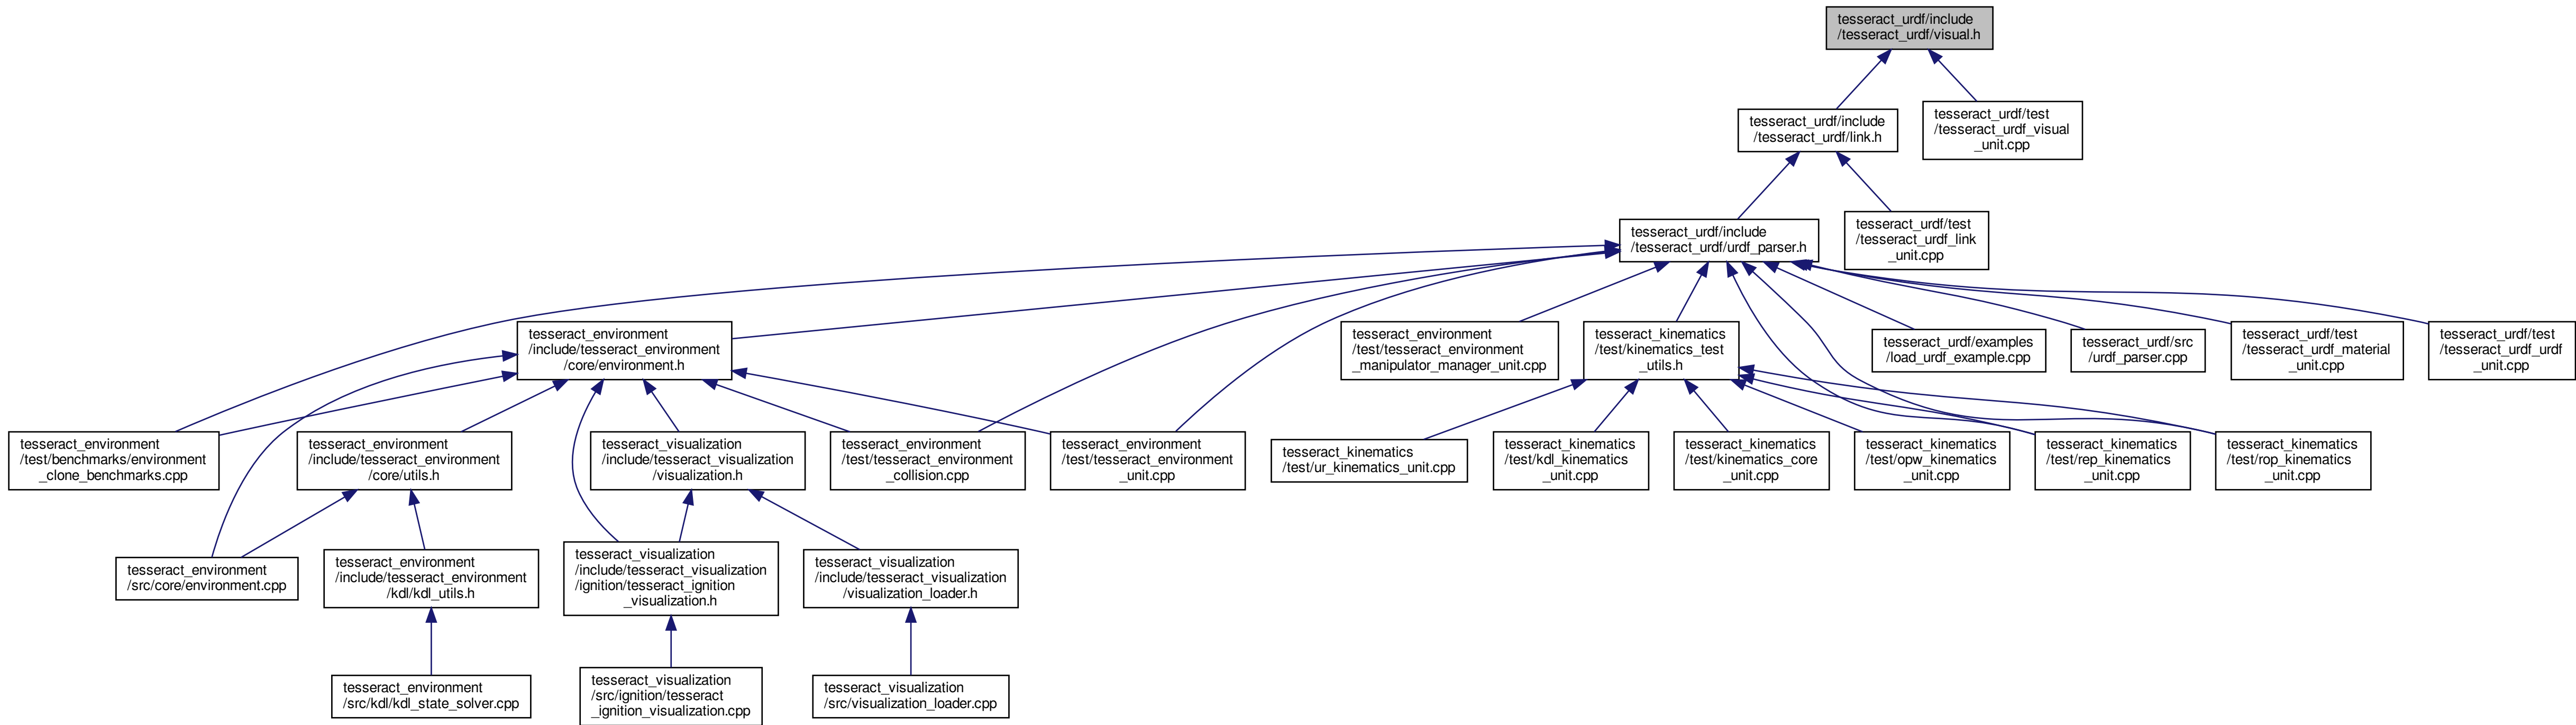 tesseract_urdf/include
/tesseract_urdf/visual.h
tesseract_urdf/include
/tesseract_urdf/link.h
tesseract_urdf/test
/tesseract_urdf_visual
_unit.cpp
tesseract_urdf/include
/tesseract_urdf/urdf_parser.h
tesseract_urdf/test
/tesseract_urdf_link
_unit.cpp
tesseract_environment
/include/tesseract_environment
/core/environment.h
tesseract_environment
/test/tesseract_environment
_manipulator_manager_unit.cpp
tesseract_kinematics
/test/kinematics_test
_utils.h
tesseract_urdf/examples
/load_urdf_example.cpp
tesseract_urdf/src
/urdf_parser.cpp
tesseract_urdf/test
/tesseract_urdf_material
_unit.cpp
tesseract_urdf/test
/tesseract_urdf_urdf
_unit.cpp
tesseract_environment
/test/benchmarks/environment
_clone_benchmarks.cpp
tesseract_environment
/include/tesseract_environment
/core/utils.h
tesseract_visualization
/include/tesseract_visualization
/visualization.h
tesseract_environment
/test/tesseract_environment
_collision.cpp
tesseract_environment
/test/tesseract_environment
_unit.cpp
tesseract_kinematics
/test/ur_kinematics_unit.cpp
tesseract_kinematics
/test/kdl_kinematics
_unit.cpp
tesseract_kinematics
/test/kinematics_core
_unit.cpp
tesseract_kinematics
/test/opw_kinematics
_unit.cpp
tesseract_kinematics
/test/rep_kinematics
_unit.cpp
tesseract_kinematics
/test/rop_kinematics
_unit.cpp
tesseract_environment
/src/core/environment.cpp
tesseract_environment
/include/tesseract_environment
/kdl/kdl_utils.h
tesseract_visualization
/include/tesseract_visualization
/ignition/tesseract_ignition
_visualization.h
tesseract_visualization
/include/tesseract_visualization
/visualization_loader.h
tesseract_environment
/src/kdl/kdl_state_solver.cpp
tesseract_visualization
/src/ignition/tesseract
_ignition_visualization.cpp
tesseract_visualization
/src/visualization_loader.cpp